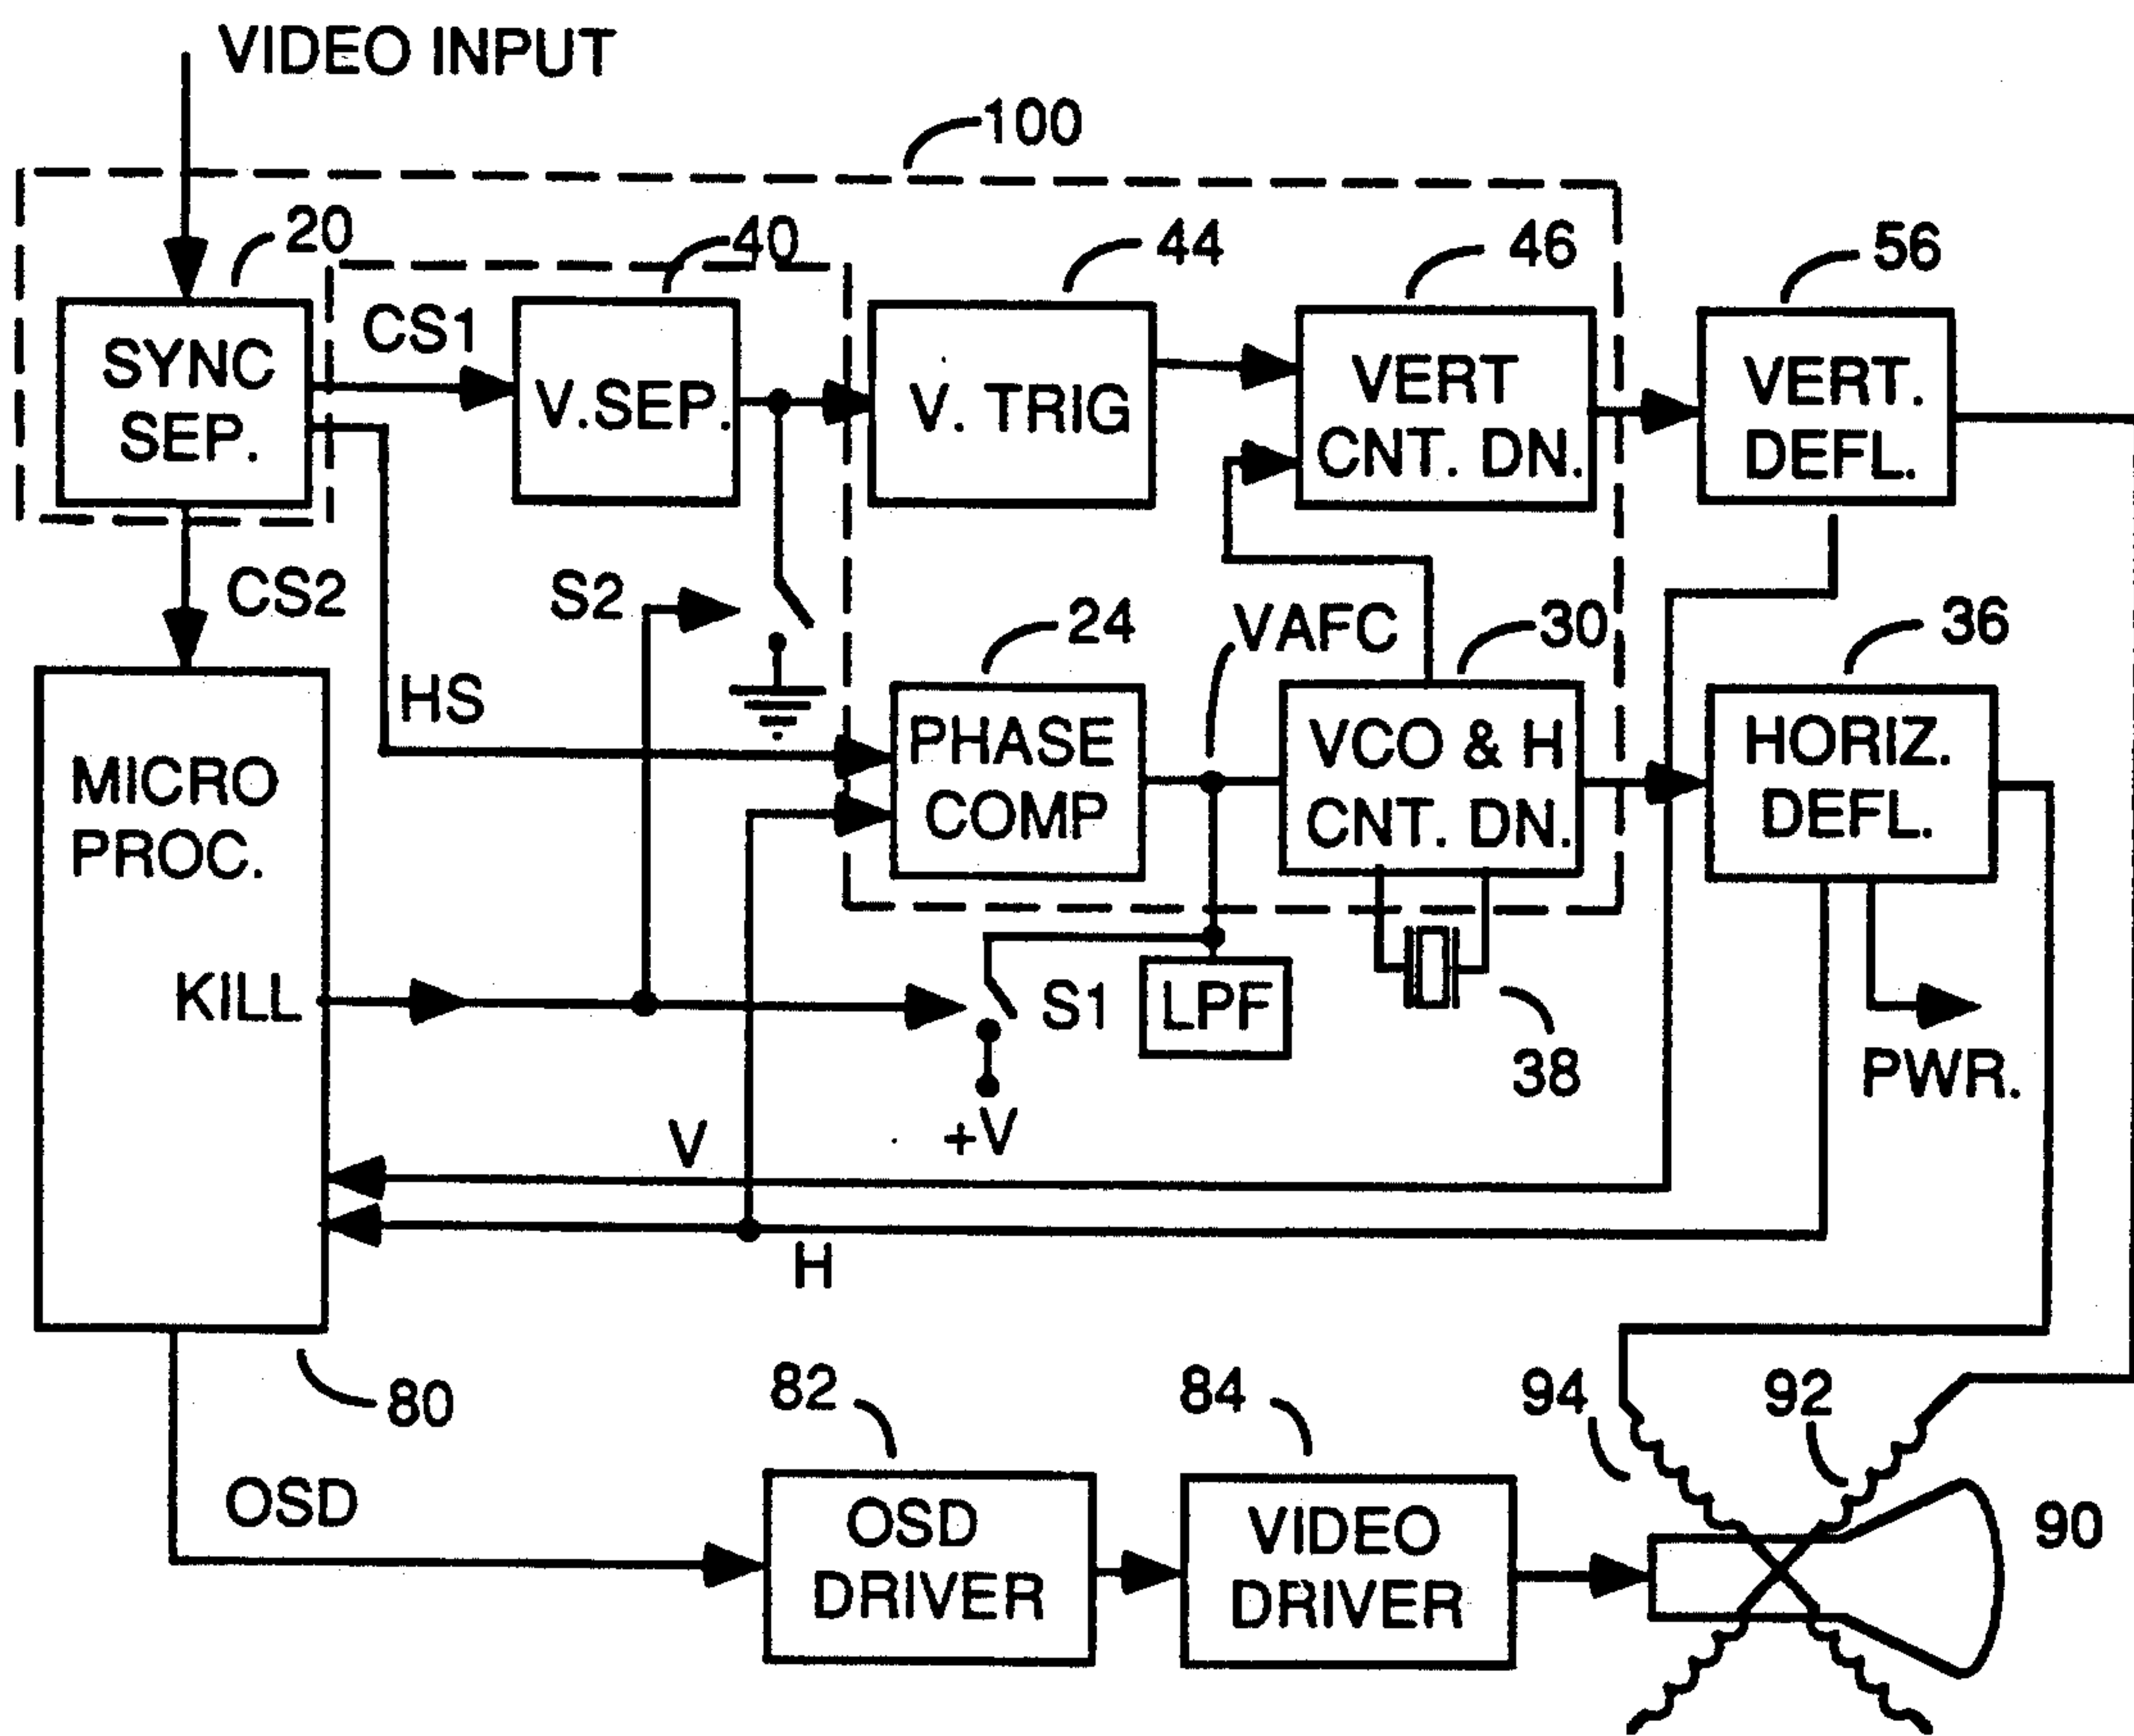 VIDEO INPUT
100
20
40
44
46
56
SYNC
SEP.
CS1
V.SEP.
V. TRIG
VERT
CNT. DN.
VERT.
DEFL.
CS2
S2
HS
24
VAFC
30
36
MICRO
PROC.
PHASE
COMP
VCO & H
CNT. DN.
HORIZ.
DEFL.
KILL
S1
LPF
38
PWR.
+V
V
H
80
82
84
94
92
90
OSD
OSD
DRIVER
VIDEO
DRIVER